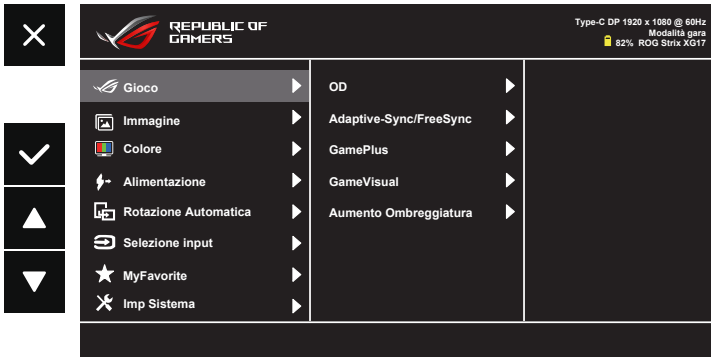 REPUBLIC OF
GAMERS
Type-C DP 1920 x 1080 @ 60Hz
Modalità gara
82% ROG Strix XG17
Gioco
Immagine
Colore
Alimentazione
Rotazione Automatica
Selezione input
MyFavorite
Imp Sistema
OD
Adaptive-Sync/FreeSync
GamePlus
GameVisual
Aumento Ombreggiatura